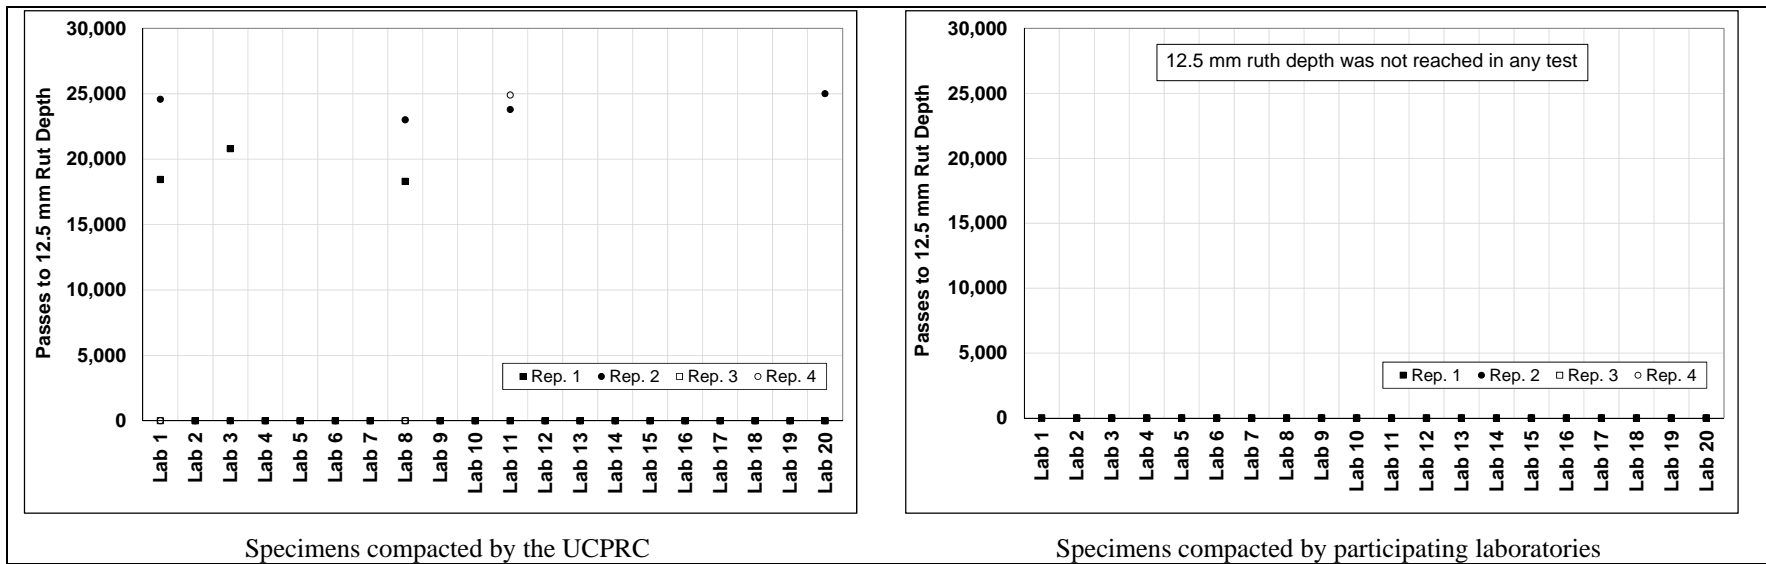 30,000
25,000
20,000
15,000
10,000
5,000
0
Passes to 12.5 mm Rut Depth
Rep. 1 Rep. 2 Rep. 3 Rep. 4
Lab 1
Lab 2
Lab 3
Lab 4
Lab 5
Lab 6
Lab 7
Lab 8
Lab 9
Lab 10
Lab 11
Lab 12
Lab 13
Lab 14
Lab 15
Lab 16
Lab 17
Lab 18
Lab 19
Lab 20
Specimens compacted by the UCPRC
30,000
25,000
20,000
15,000
10,000
5,000
0
Passes to 12.5 mm Rut Depth
12.5 mm ruth depth was not reached in any test
Rep. 1 Rep. 2 Rep. 3 Rep. 4
Lab 1
Lab 2
Lab 3
Lab 4
Lab 5
Lab 6
Lab 7
Lab 8
Lab 9
Lab 10
Lab 11
Lab 12
Lab 13
Lab 14
Lab 15
Lab 16
Lab 17
Lab 18
Lab 19
Lab 20
Specimens compacted by participating laboratories